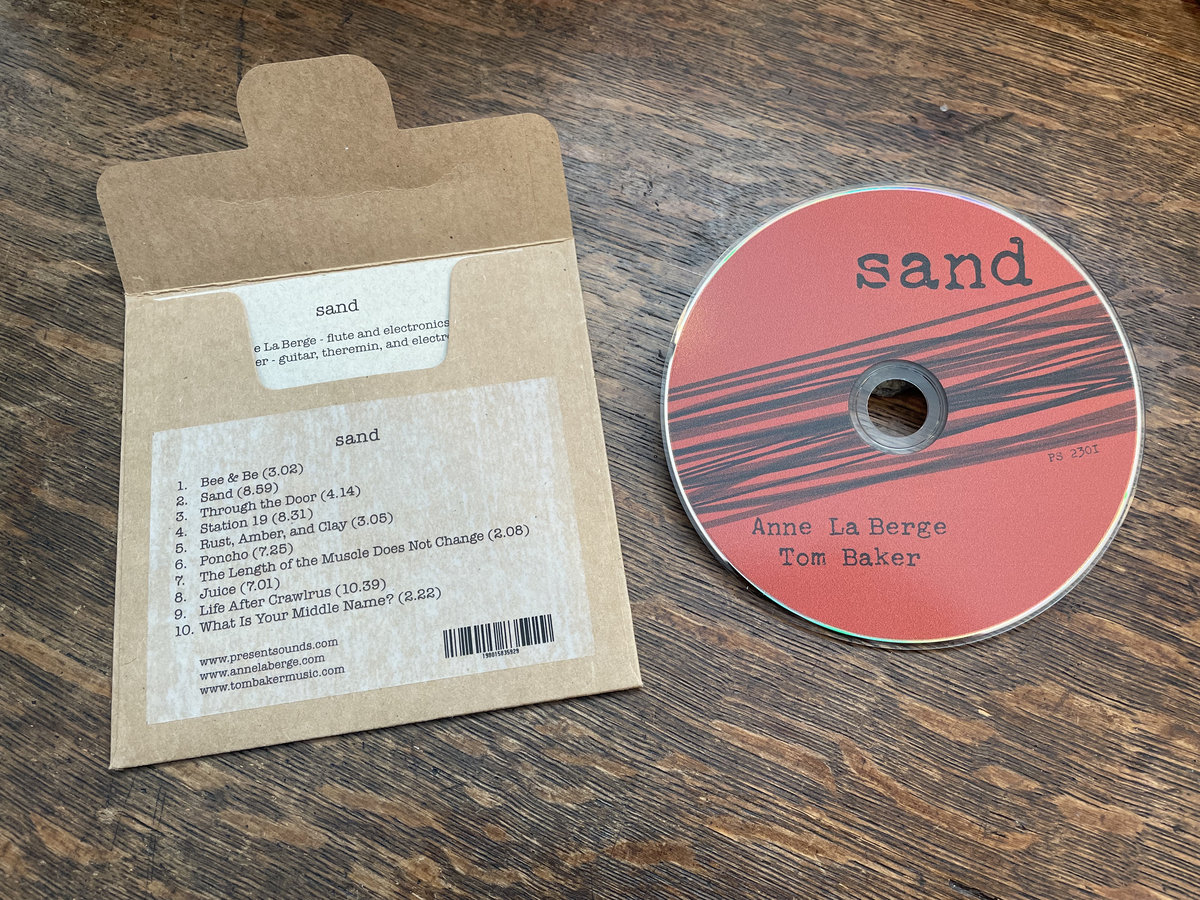 sand
e La Berge - flute and electronics
er - guitar, theremin, and electr
sand
1. Bee & Be (3.02)
2. Sand (8.59)
3. Through the Door (4.14)
4. Station 19 (8.31)
5. Rust, Amber, and Clay (3.05)
6. Poncho (7.25)
7. The Length of the Muscle Does Not Change (2.08)
8. Juice (7.01)
9. Life After Crawlrus (10.39)
10. What Is Your Middle Name? (2.22)
www.presentsounds.com
www.annelaberge.com
www.tombakermusic.com
sand
PS 2301
Anne La Berge
Tom Baker